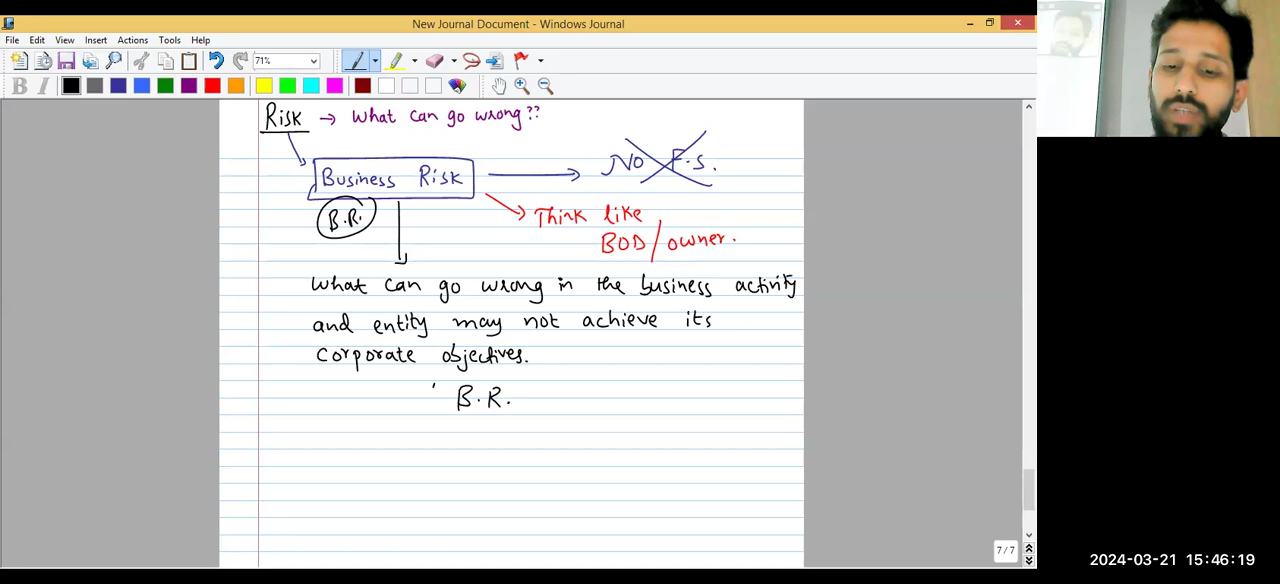 New Journal Document - Windows Journal
File Edit View Insert Actions Tools Help
71%
Risk → What can go wrong??
Business Risk → No F.S.
B.R.
Think like
BOD/owner.
What can go wrong in the business activity
and entity may not achieve its
corporate objectives.
B.R.
7/7
2024-03-21 15:46:19